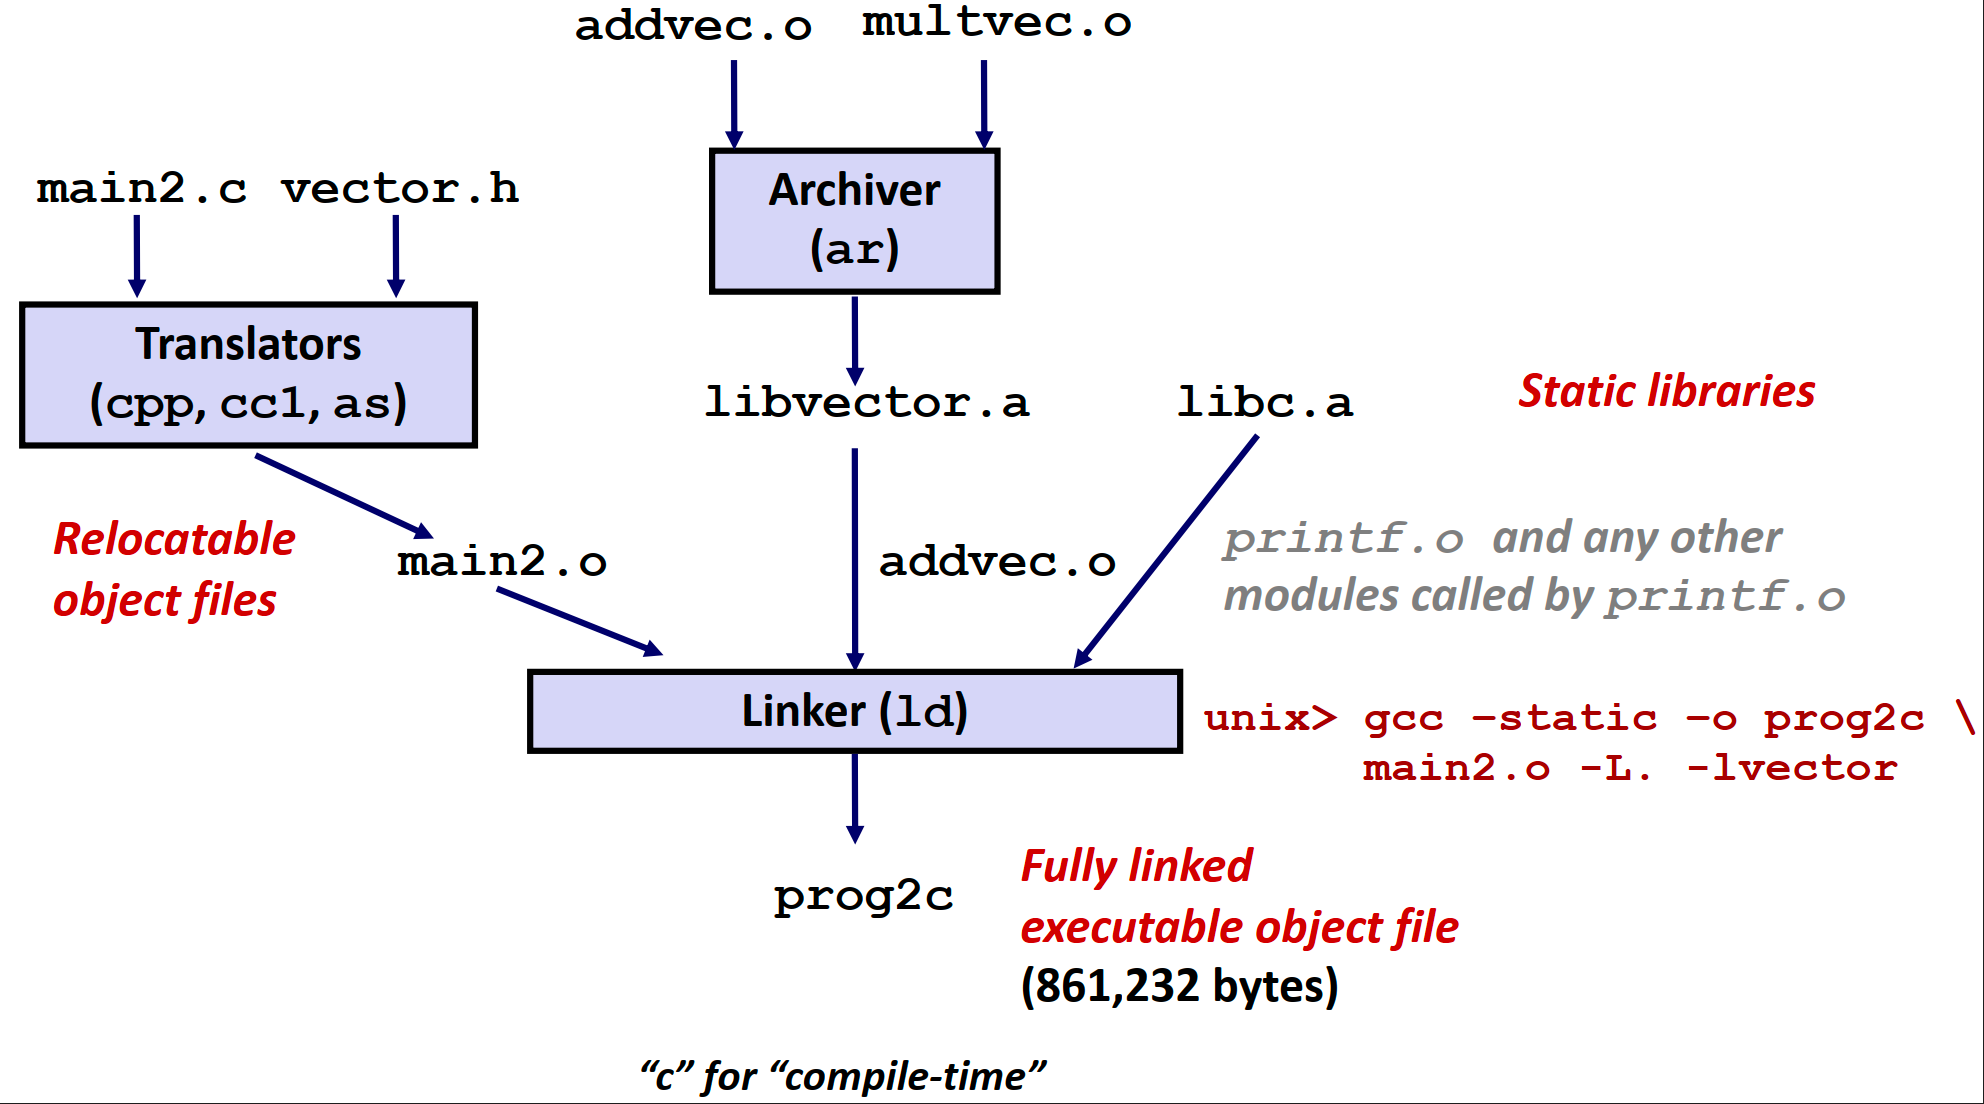 addvec.o multvec.o
main2.c vector.h
Archiver
(ar)
Translators
(cpp, cc1, as)
libvector.a
libc.a
Static libraries
Relocatable
object files
main2.o
addvec.o
printf.o and any other
modules called by printf.o
Linker (ld)
unix> gcc –static –o prog2c \
main2.o -L. -lvector
prog2c
Fully linked
executable object file
(861,232 bytes)
“c” for “compile-time”